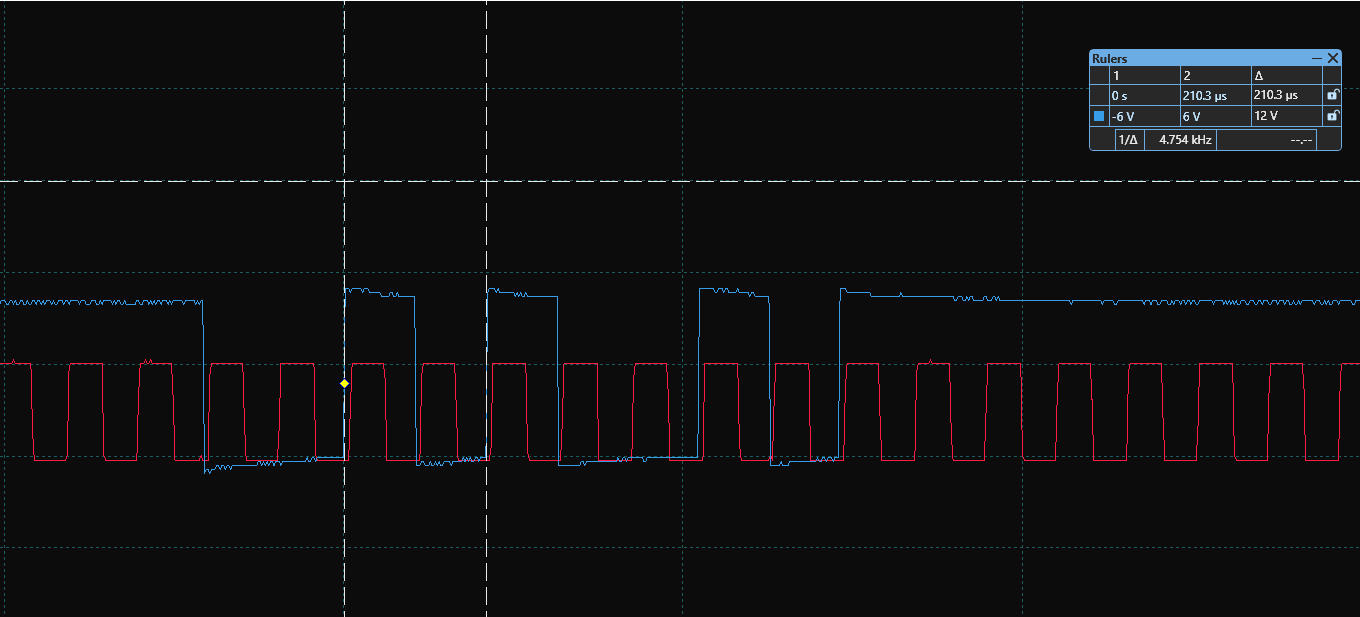 Rulers
1 2 Δ
0 s 210.3 µs 210.3 µs
-6 V 6 V 12 V
1/Δ 4.754 kHz --.--